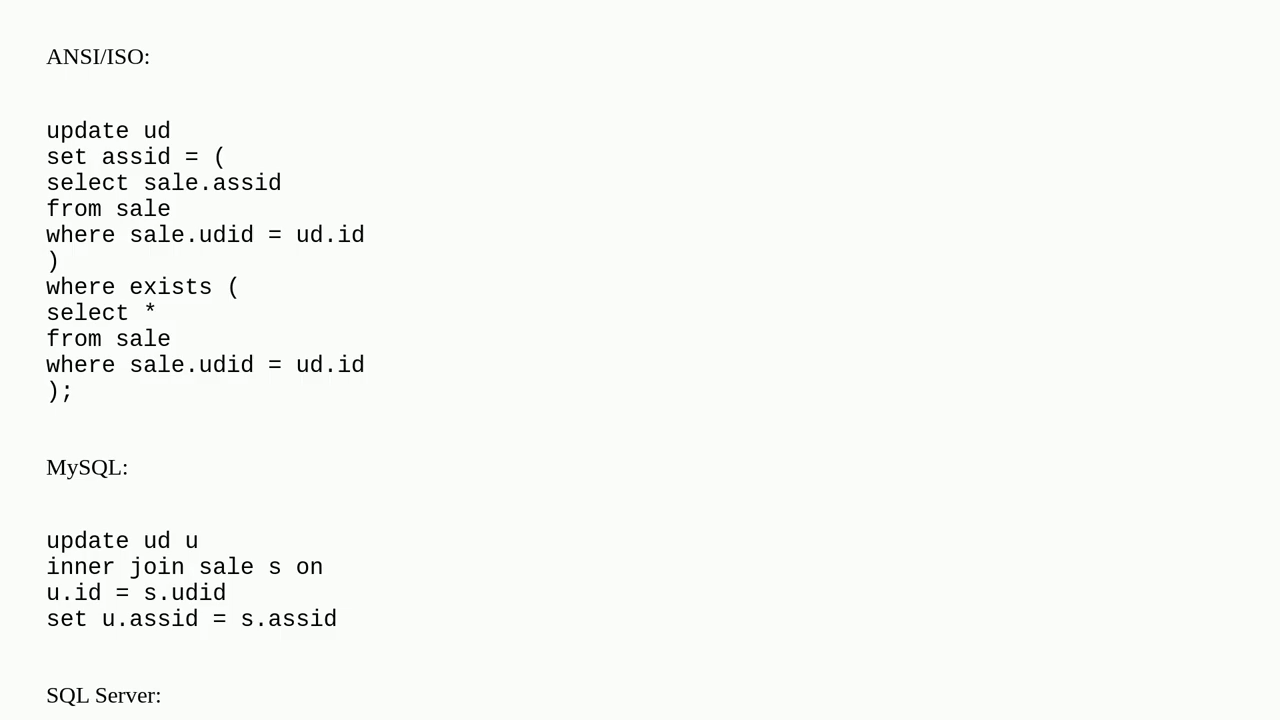 ANSI/ISO:
update ud
set assid = (
select sale.assid
from sale
where sale.udid = ud.id
)
where exists (
select *
from sale
where sale.udid = ud.id
);
MySQL:
update ud u
inner join sale s on
u.id = s.udid
set u.assid = s.assid
SQL Server: